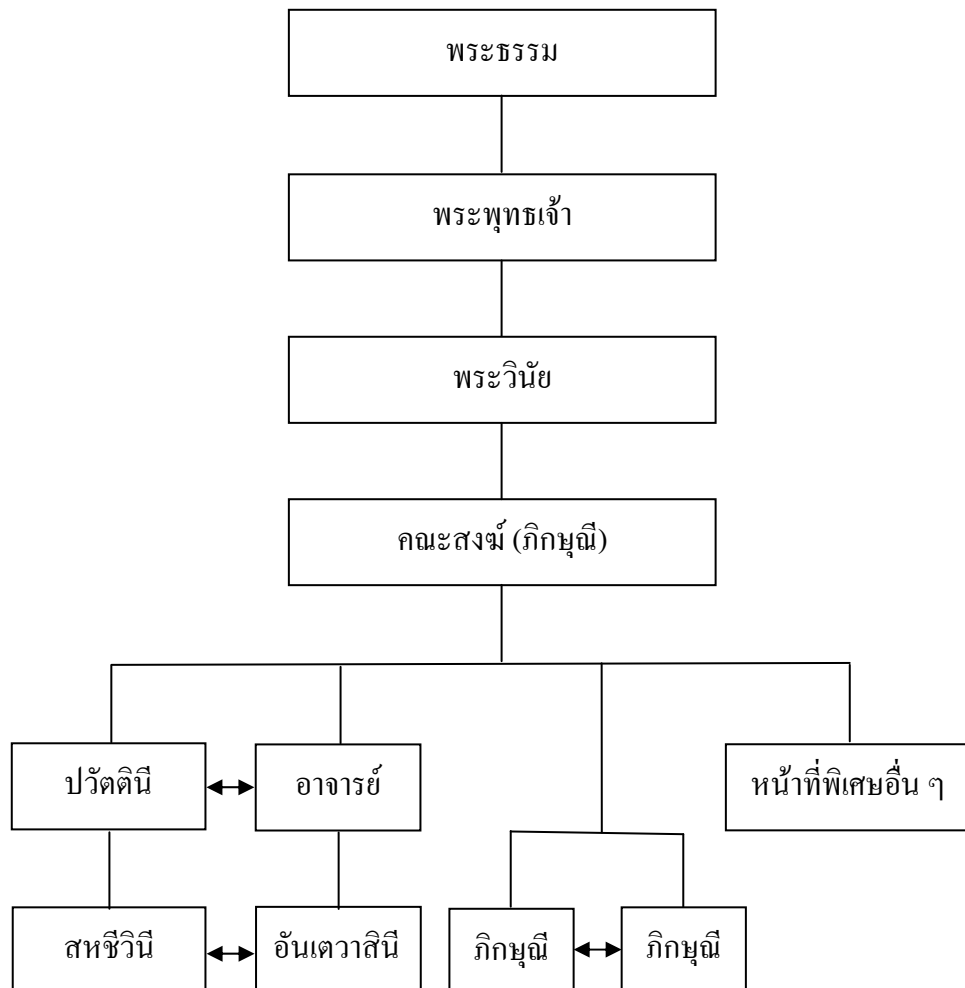 พระธรรม
พระพุทธเจ้า
พระวินัย
คณะสงฆ์ (ภิกษุณี)
ปวัตตินี
อาจารย์
หน้าที่พิเศษอื่น ๆ
สหชีวินี
อันเตวาสินี
ภิกษุณี
ภิกษุณี